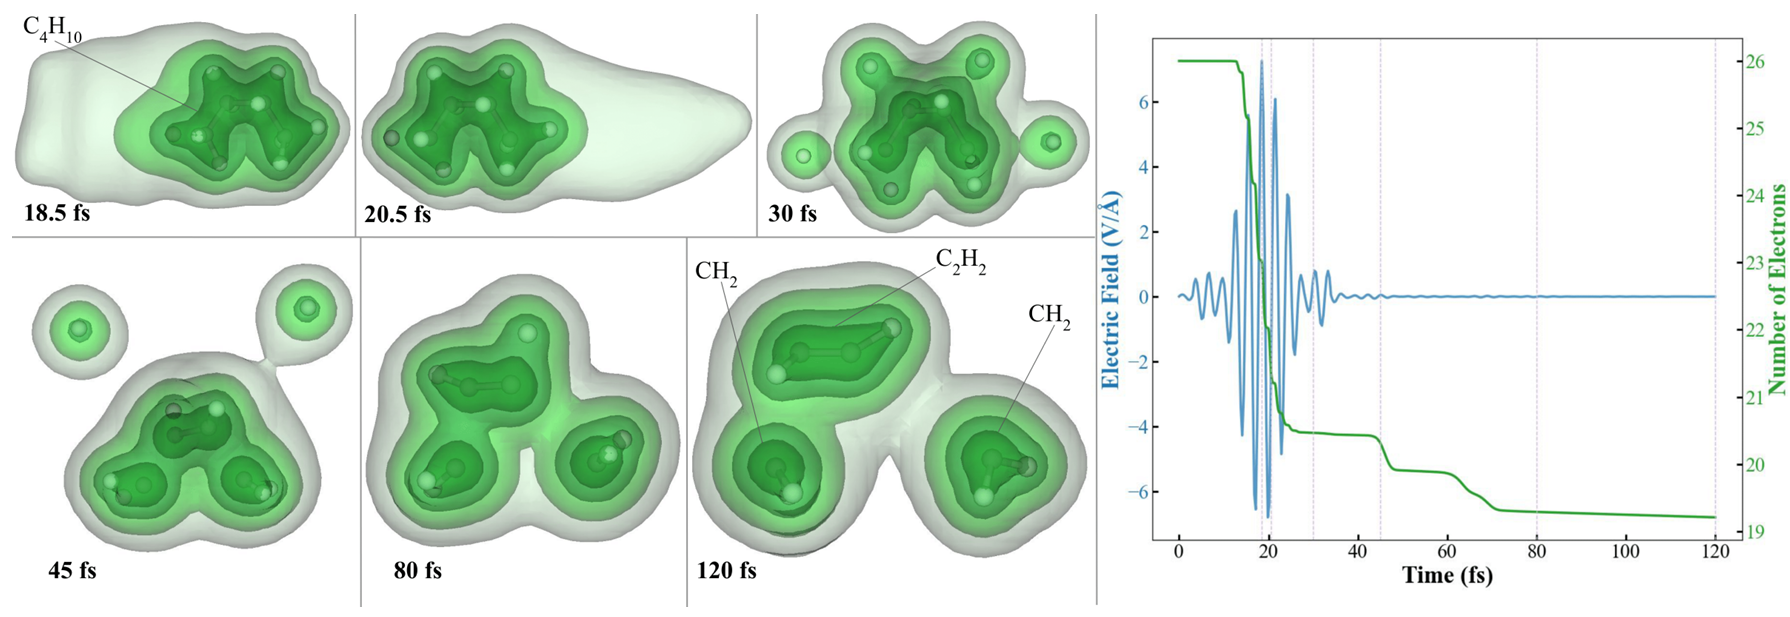 C4H10
18.5 fs
20.5 fs
30 fs
CH2
C2H2
CH2
45 fs
80 fs
120 fs
Electric Field (V/Å)
6
4
2
0
−2
−4
−6
0 20 40 60 80 100 120
Time (fs)
26
25
24
23
22
21
20
19
Number of Electrons